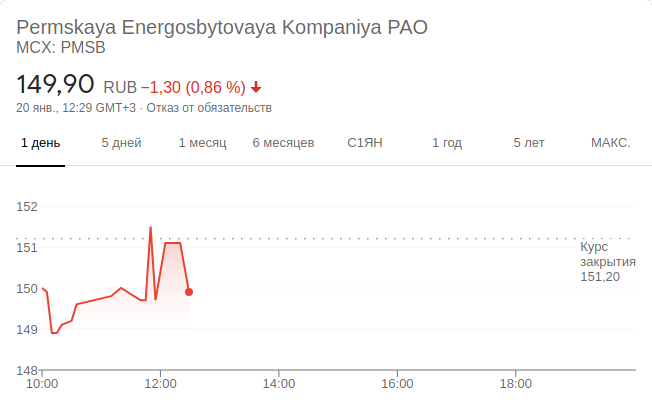 Permskaya Energosbytovaya Kompaniya PAO
MCX: PMSB
149,90 RUB −1,30 (0,86 %)
20 янв., 12:29 GMT+3 · Отказ от обязательств
1 день 5 дней 1 месяц 6 месяцев С1ЯН 1 год 5 лет МАКС.
152
151
150
149
148
Курс
закрытия
151,20
10:00 12:00 14:00 16:00 18:00